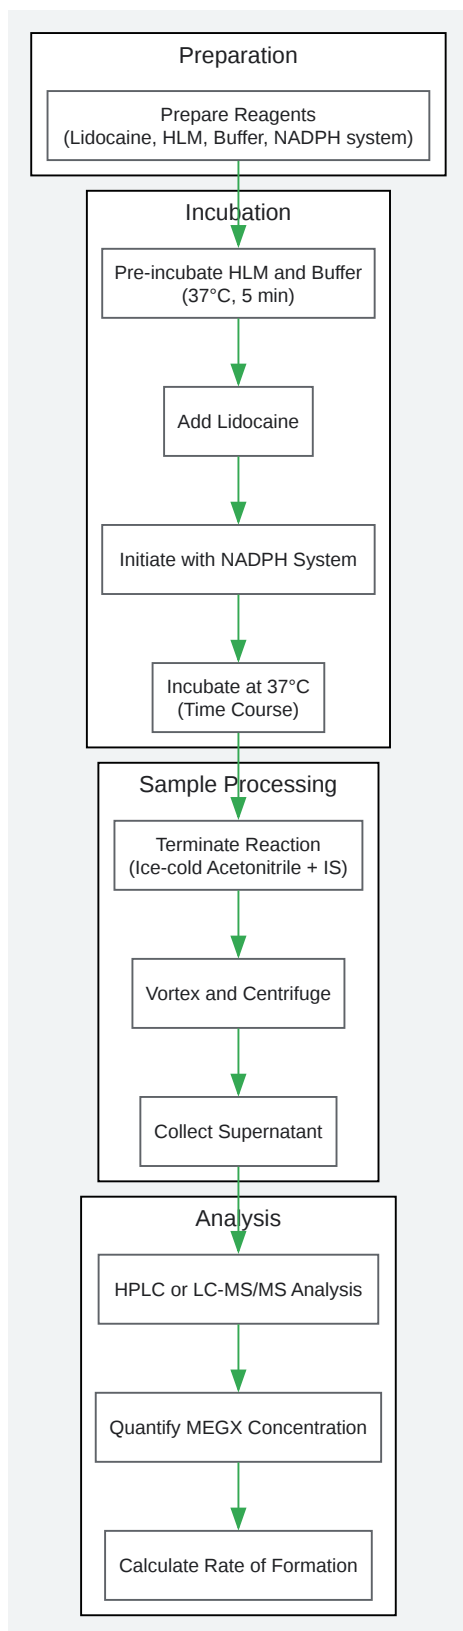 Preparation
Prepare Reagents
(Lidocaine, HLM, Buffer, NADPH system)
Incubation
Pre-incubate HLM and Buffer
(37°C, 5 min)
Add Lidocaine
Initiate with NADPH System
Incubate at 37°C
(Time Course)
Sample Processing
Terminate Reaction
(Ice-cold Acetonitrile + IS)
Vortex and Centrifuge
Collect Supernatant
Analysis
HPLC or LC-MS/MS Analysis
Quantify MEGX Concentration
Calculate Rate of Formation